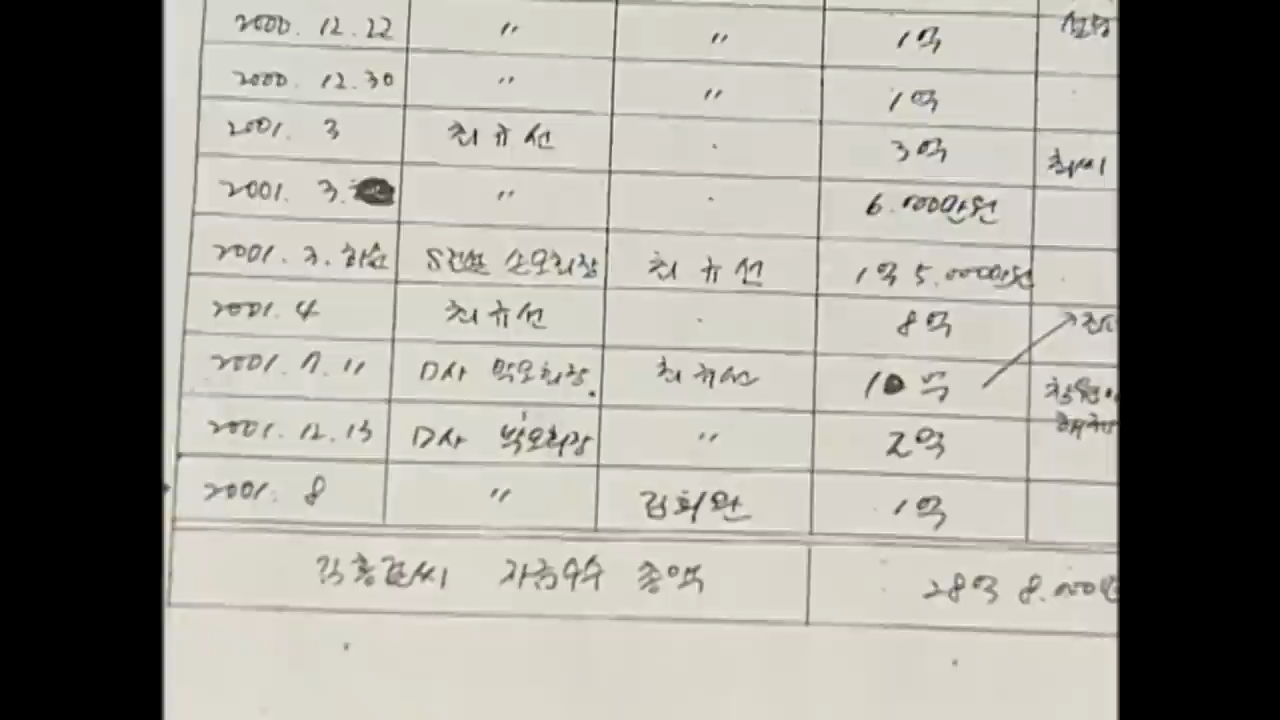 2000. 12. 22 〃 〃 1억
2000. 12. 30 〃 〃 1억
2001. 3 최규선 . 3억 최씨
2001. 3. 〃 . 6.000만원
2001. 3. 하순 S건설 손모회장 최규선 1억 5.000만원
2001. 4 최규선 . 8억
2001. 7. 11 D사 박모회장. 최규선 10억
2001. 12. 13 D사 박모회장 〃 2억
2001. 8 〃 김희완 1억
김홍걸씨 자금수수 총액 28억 8.000만